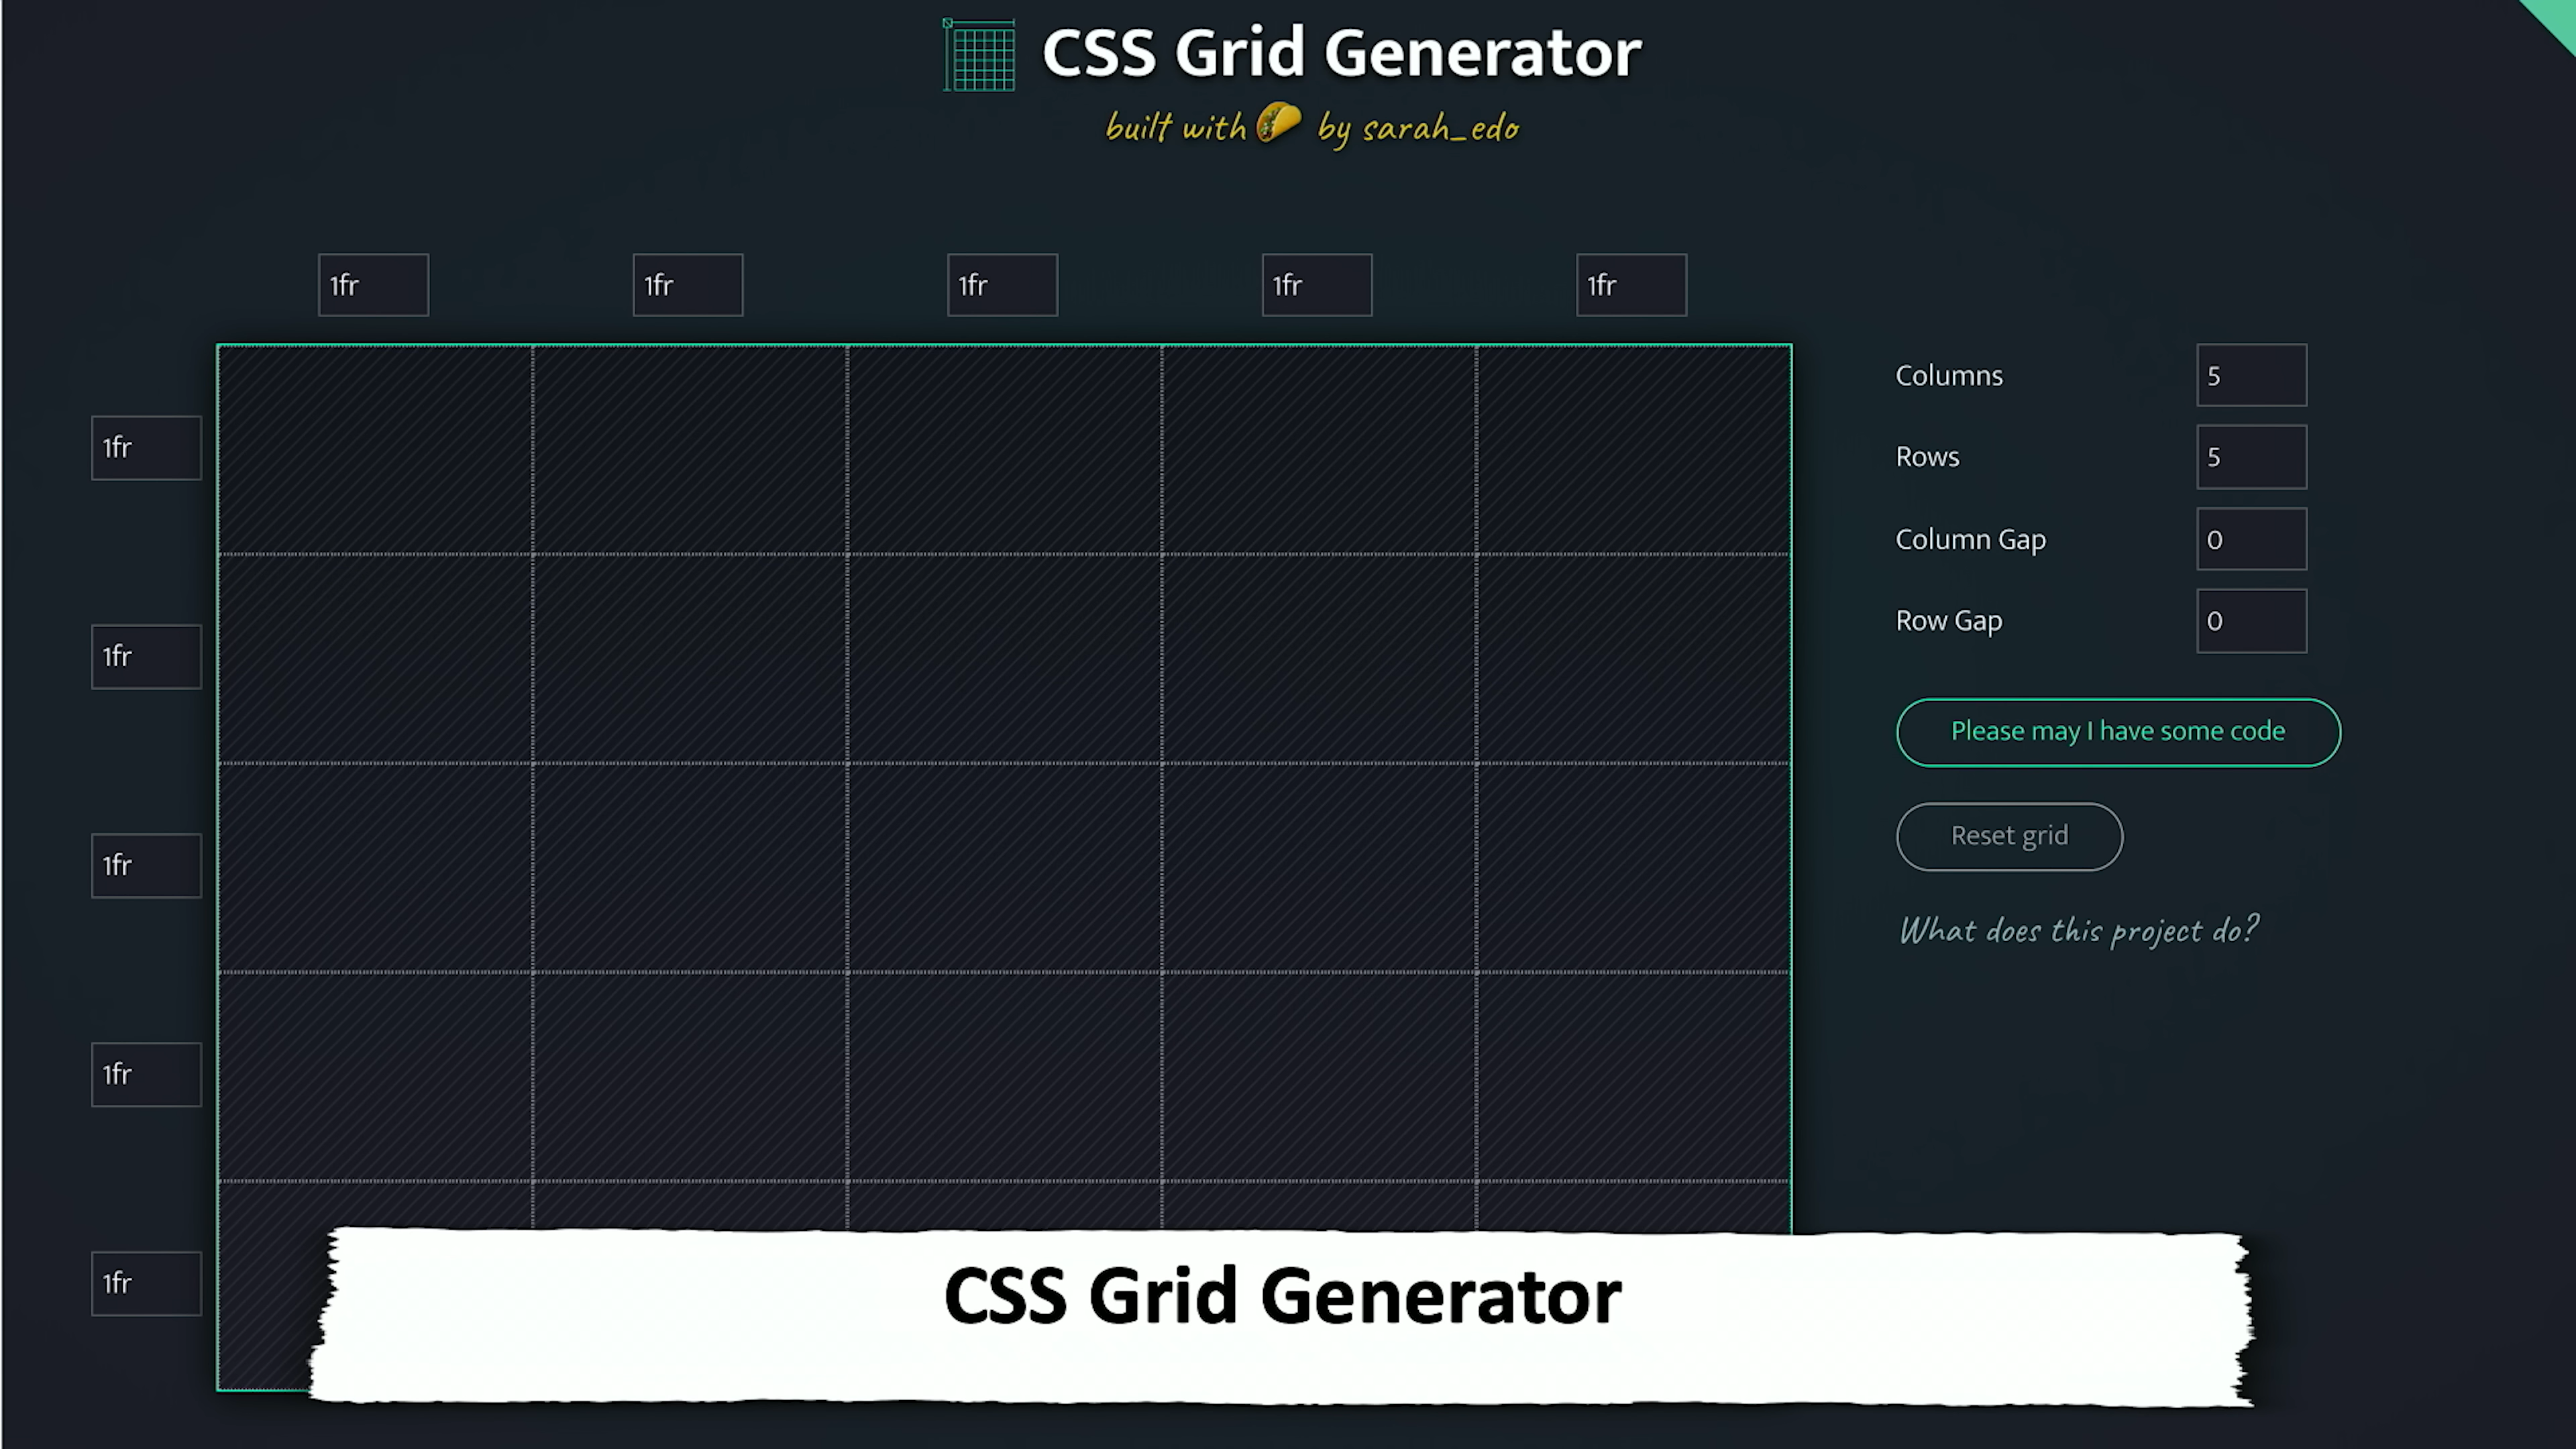 CSS Grid Generator
built with by sarah_edo
1fr 1fr 1fr 1fr 1fr
1fr
1fr
1fr
1fr
1fr
Columns 5
Rows 5
Column Gap 0
Row Gap 0
Please may I have some code
Reset grid
What does this project do?
CSS Grid Generator